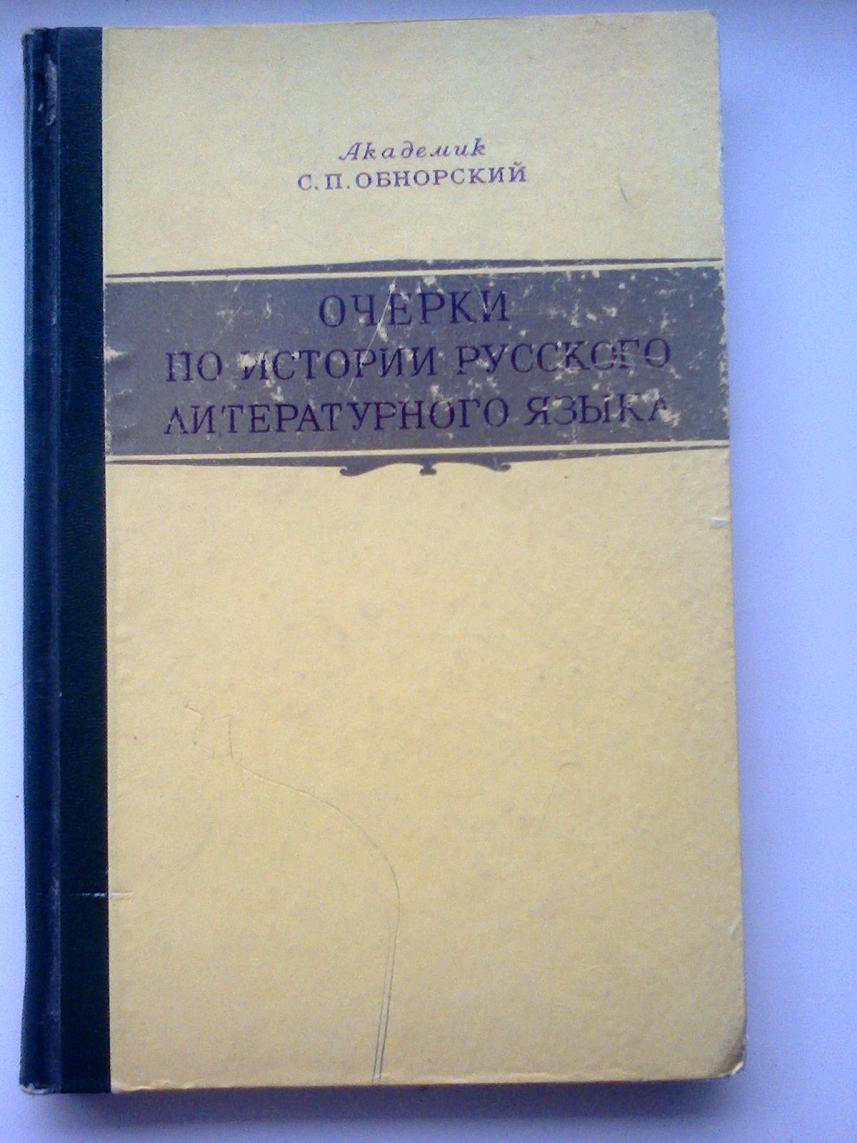 Академик
С. П. ОБНОРСКИЙ
ОЧЕРКИ
ПО ИСТОРИИ РУССКОГО
ЛИТЕРАТУРНОГО ЯЗЫКА